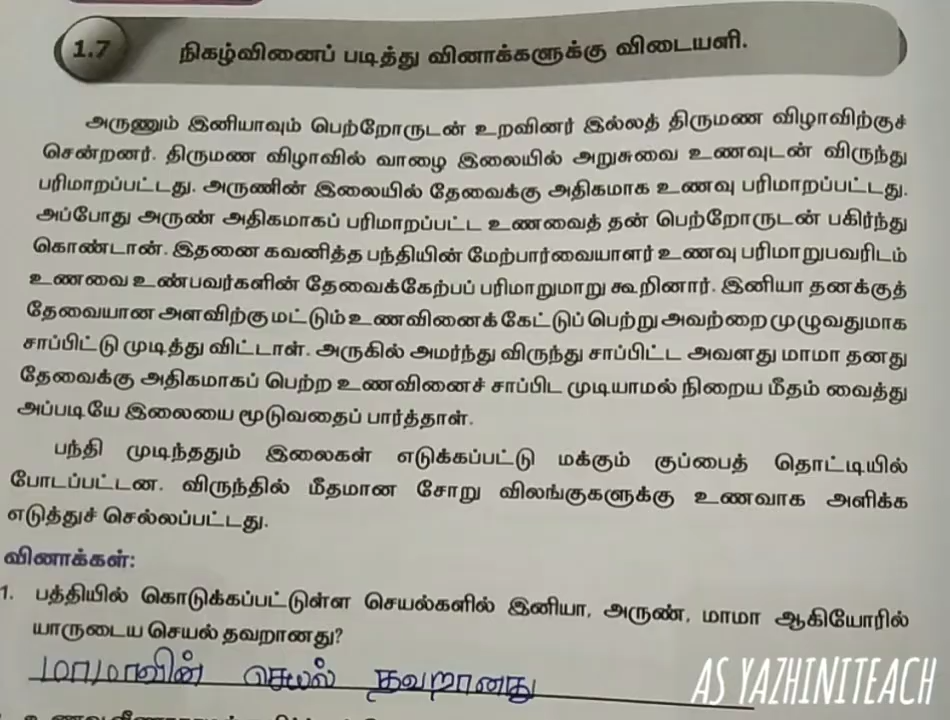 1.7 நிகழ்வினைப் படித்து வினாக்களுக்கு விடையளி.
அருணும் இனியாவும் பெற்றோருடன் உறவினர் இல்லத் திருமண விழாவிற்குச்
சென்றனர். திருமண விழாவில் வாழை இலையில் அறுசுவை உணவுடன் விருந்து
பரிமாறப்பட்டது. அருணின் இலையில் தேவைக்கு அதிகமாக உணவு பரிமாறப்பட்டது.
அப்போது அருண் அதிகமாகப் பரிமாறப்பட்ட உணவைத் தன் பெற்றோருடன் பகிர்ந்து
கொண்டான். இதனை கவனித்த பந்தியின் மேற்பார்வையாளர் உணவு பரிமாறுபவரிடம்
உணவை உண்பவர்களின் தேவைக்கேற்பப் பரிமாறுமாறு கூறினார். இனியா தனக்குத்
தேவையான அளவிற்கு மட்டும் உணவினைக் கேட்டுப் பெற்று அவற்றை முழுவதுமாக
சாப்பிட்டு முடித்து விட்டாள். அருகில் அமர்ந்து விருந்து சாப்பிட்ட அவளது மாமா தனது
தேவைக்கு அதிகமாகப் பெற்ற உணவினைச் சாப்பிட முடியாமல் நிறைய மீதம் வைத்து
அப்படியே இலையை மூடுவதைப் பார்த்தாள்.
பந்தி முடிந்ததும் இலைகள் எடுக்கப்பட்டு மக்கும் குப்பைத் தொட்டியில்
போடப்பட்டன. விருந்தில் மீதமான சோறு விலங்குகளுக்கு உணவாக அளிக்க
எடுத்துச் செல்லப்பட்டது.
வினாக்கள்:
1. பத்தியில் கொடுக்கப்பட்டுள்ள செயல்களில் இனியா, அருண், மாமா ஆகியோரில்
யாருடைய செயல் தவறானது?
மாமாவின் செயல் தவறானது
AS YAZHINITEACH